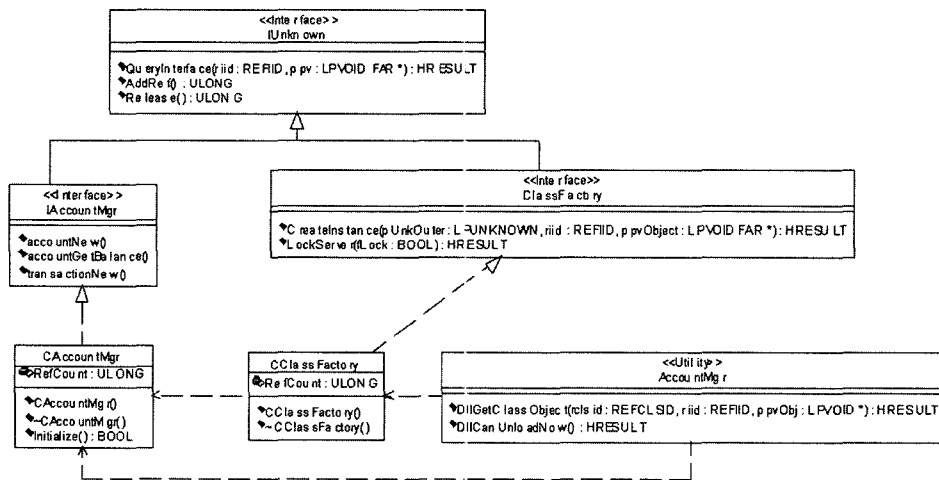 <<Interface>>
IUnknown
QueryInterface(riid : REFIID, ppv : LPVOID FAR *) : HRESULT
AddRef() : ULONG
Release() : ULONG
<<Interface>>
IAccountMgr
accountNew()
accountGetBalance()
transactionNew()
<<Interface>>
ClassFactory
CreateInstance(pUnkOuter : LPUNKNOWN, riid : REFIID, ppvObject : LPVOID FAR *) : HRESULT
LockServer(fLock : BOOL) : HRESULT
CAccountMgr
RefCount : ULONG
CAccountMgr()
~CAccountMgr()
Initialize() : BOOL
CClassFactory
RefCount : ULONG
CClassFactory()
~CClassFactory()
<<Utility>>
AccountMgr
DllGetClassObject(rclsid : REFCLSID, riid : REFIID, ppvObj : LPVOID *) : HRESULT
DllCanUnloadNow() : HRESULT